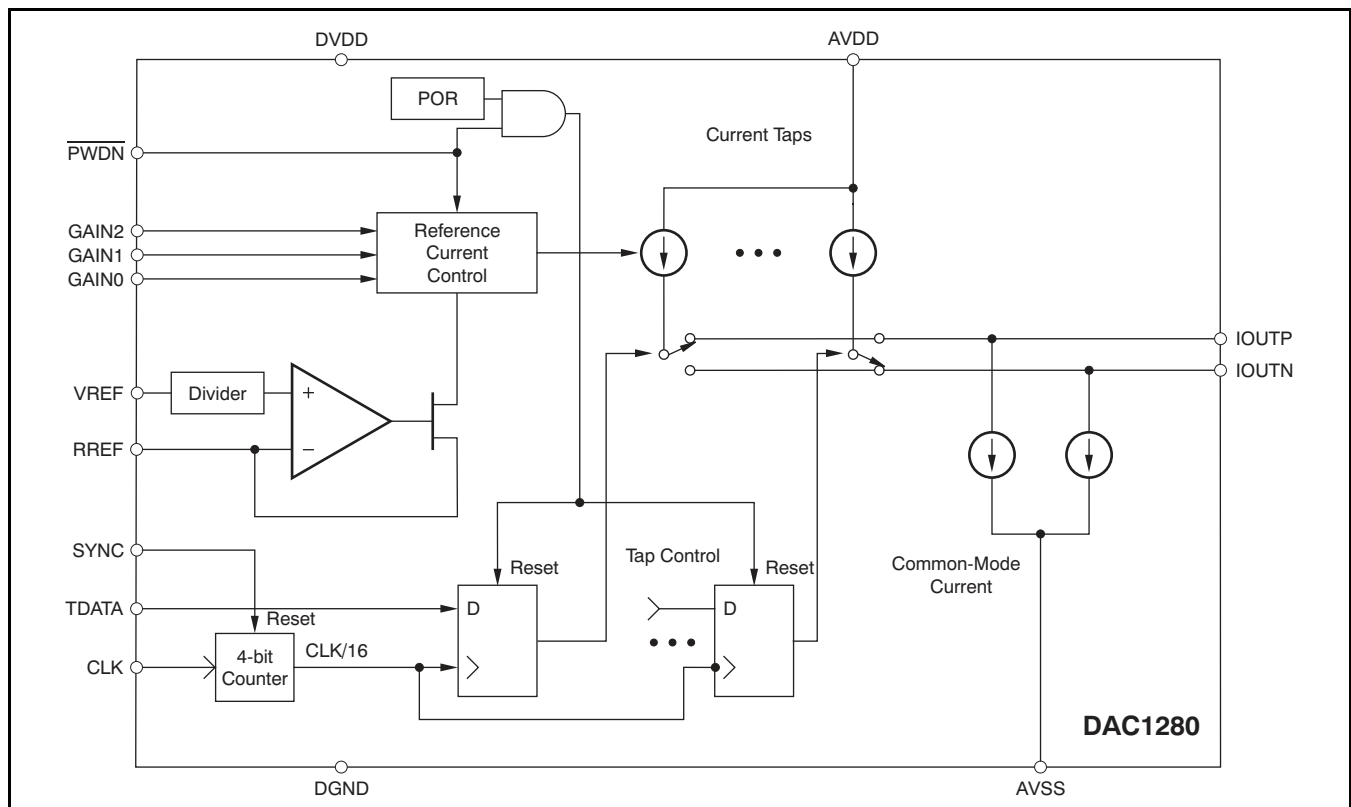 DVDD
AVDD
POR
Current Taps
PWDN
GAIN2
GAIN1
GAIN0
Reference
Current
Control
IOUTP
IOUTN
VREF
Divider
+
RREF
−
SYNC
Reset
Tap Control
Reset
Common-Mode
Current
TDATA
D
D
Reset
CLK
4-bit
Counter
CLK/16
DAC1280
DGND
AVSS